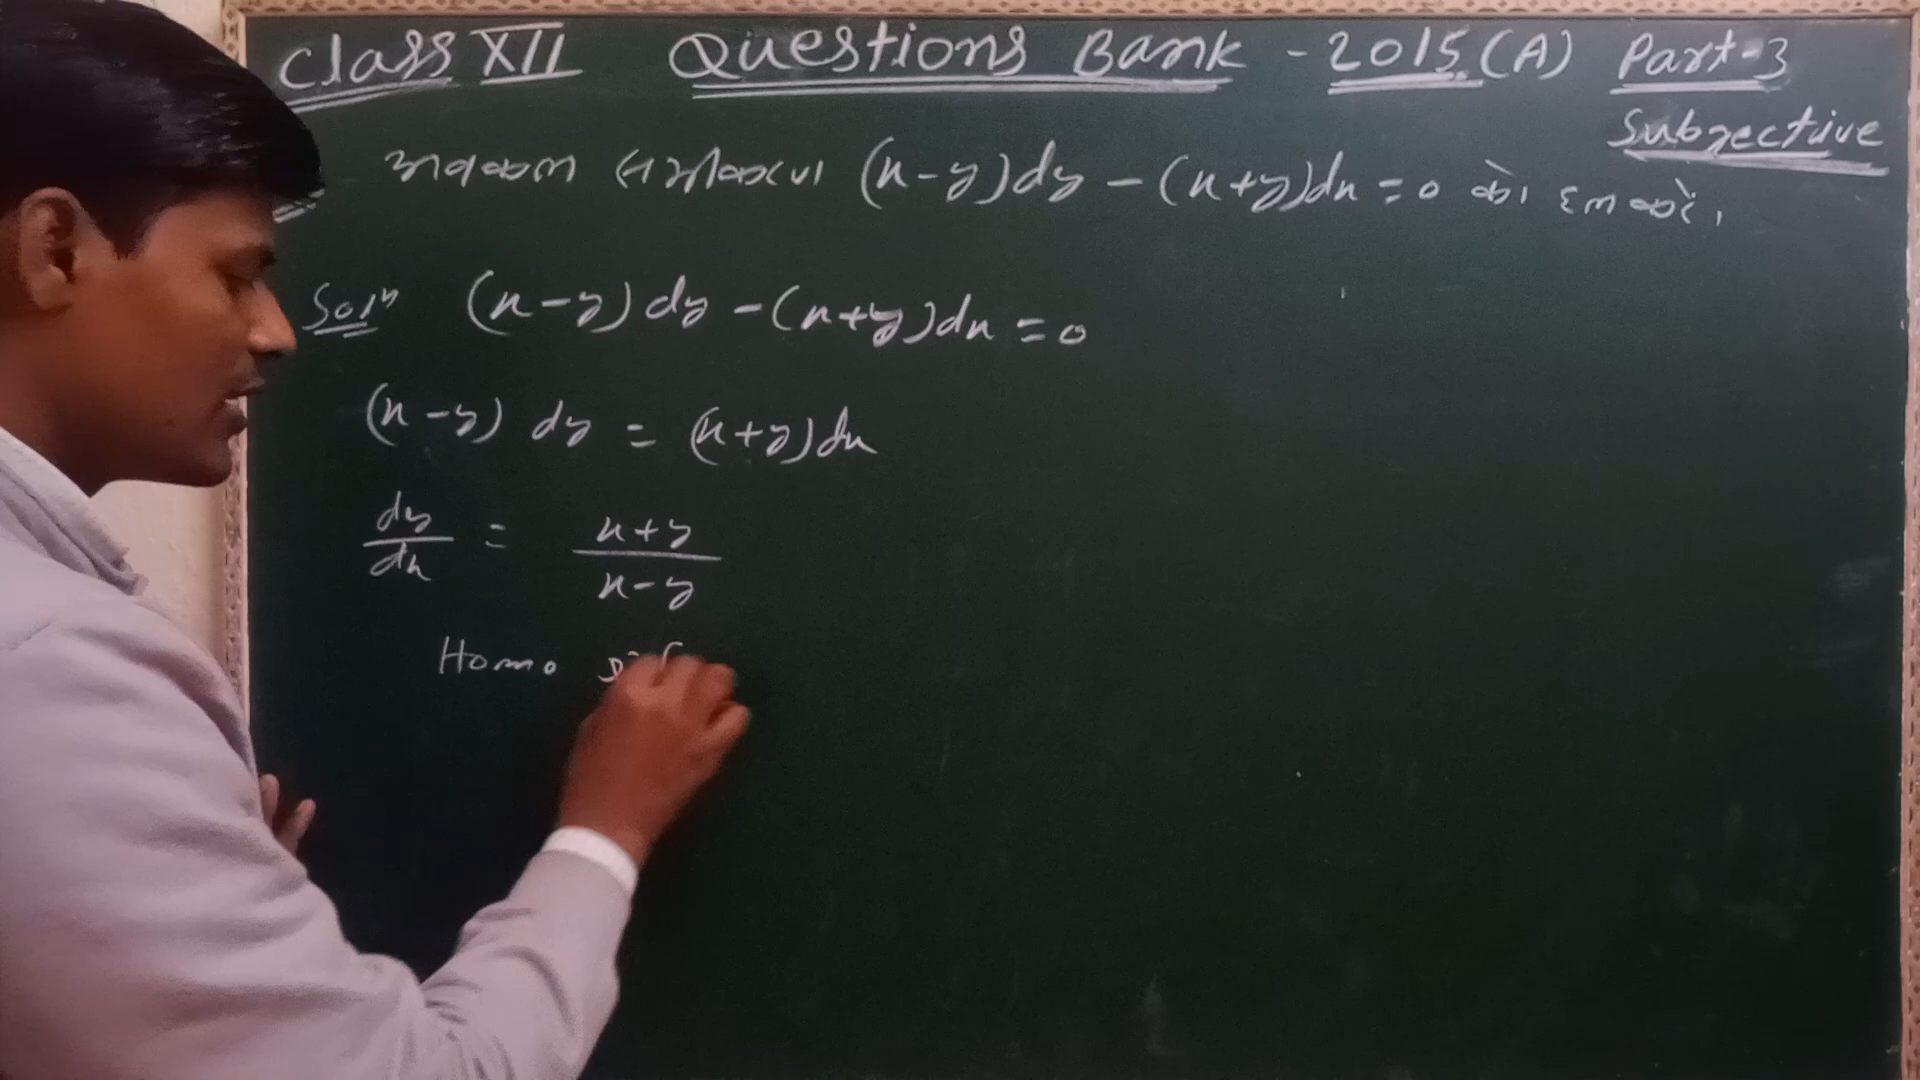 Class XII Questions Bank - 2015 (A) Part-3
Subjective
अवकल समीकरण (x-y)dy - (x+y)dx = 0 को हल करें,
Soln (x-y) dy - (x+y)dx = 0
(x-y) dy = (x+y)dx
dy/dx = x+y/x-y
Homo